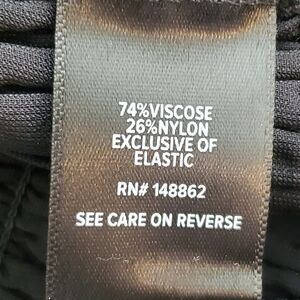 74%VISCOSE
26%NYLON
EXCLUSIVE OF
ELASTIC
RN# 148862
SEE CARE ON REVERSE